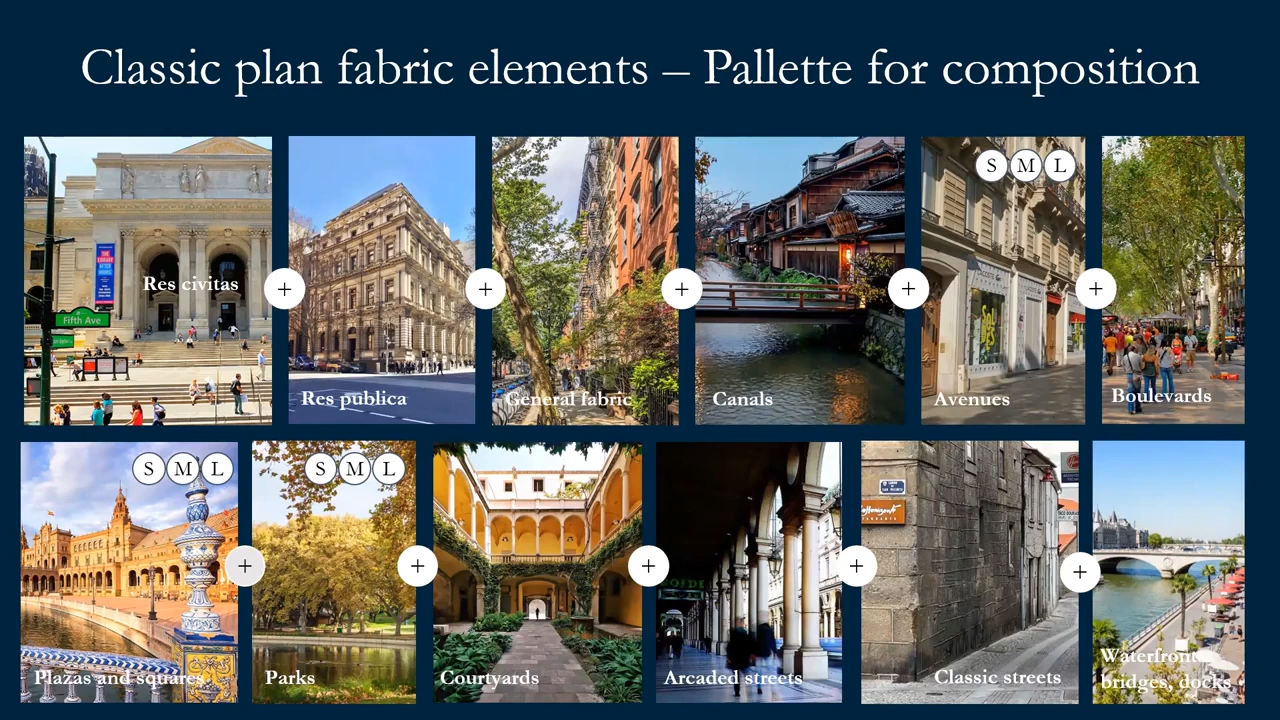 Classic plan fabric elements – Pallette for composition
S M L
Fifth Ave
Res civitas
+ + + + +
Res publica
General fabric
Canals
Avenues
Boulevards
S M L
S M L
+ + + + +
Plazas and squares
Parks
Courtyards
Arcaded streets
Classic streets
Waterfront
bridges, docks